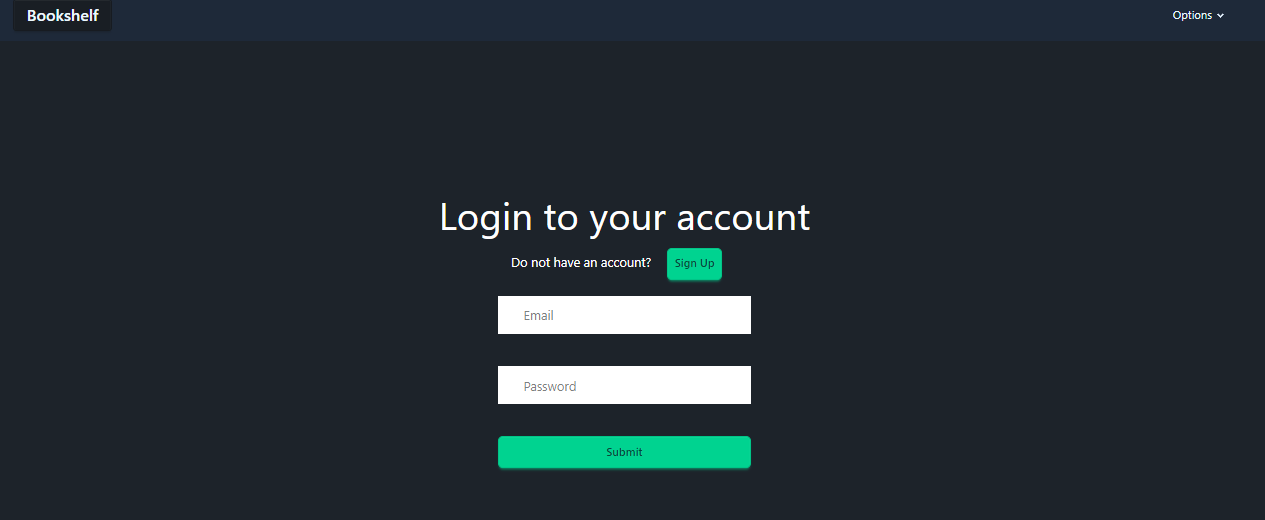 Bookshelf
Options
Login to your account
Do not have an account? Sign Up
Email
Password
Submit